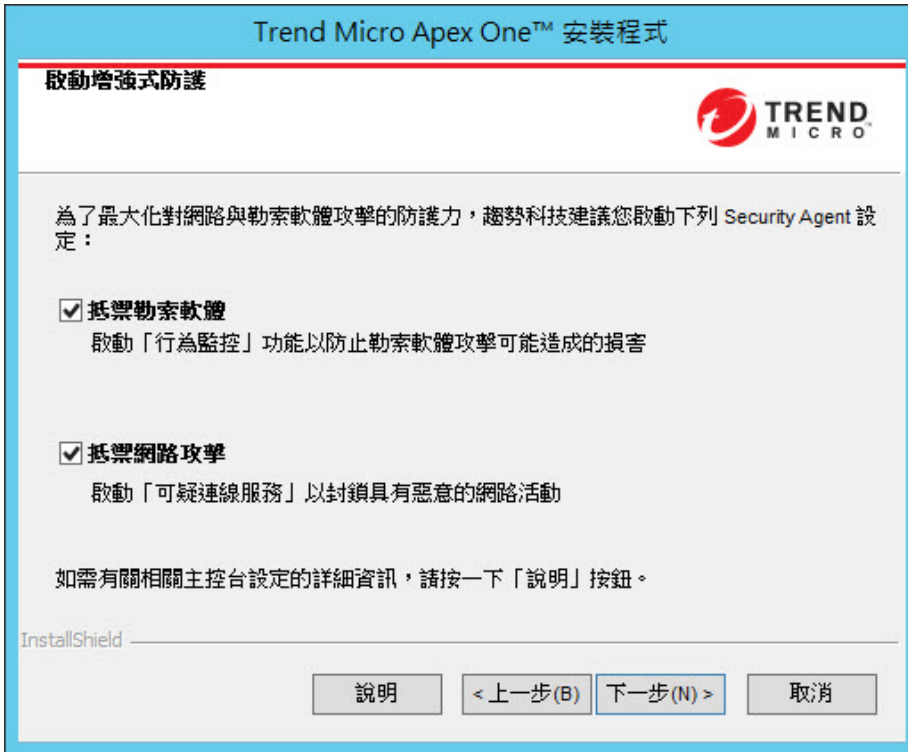 Trend Micro Apex One™ 安裝程式
啟動增強式防護
TREND
MICRO
為了最大化對網路與勒索軟體攻擊的防護力，趨勢科技建議您啟動下列 Security Agent 設
定：
抵禦勒索軟體
啟動「行為監控」功能以防止勒索軟體攻擊可能造成的損害
抵禦網路攻擊
啟動「可疑連線服務」以封鎖具有惡意的網路活動
如需有關相關主控台設定的詳細資訊，請按一下「說明」按鈕。
InstallShield
說明
<上一步(B)
下一步(N) >
取消